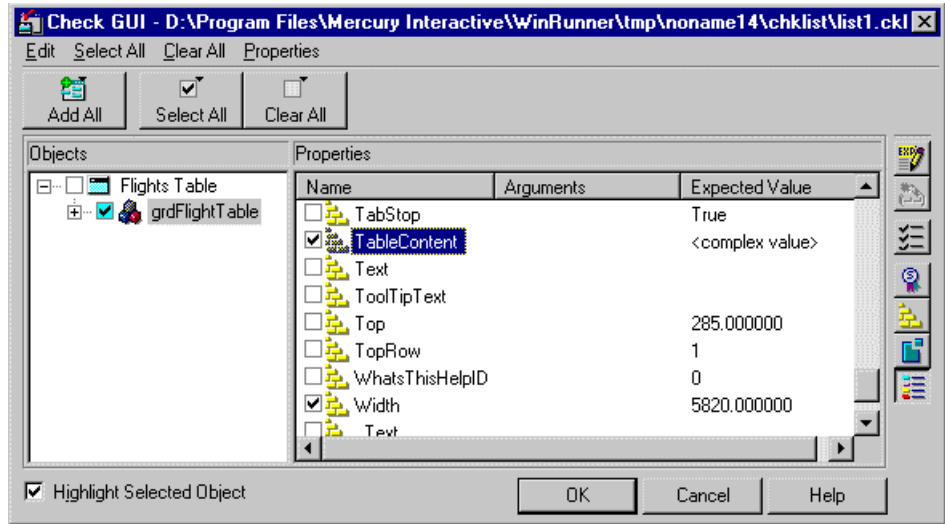 Check GUI - D:\Program Files\Mercury Interactive\WinRunner\tmp\noname14\chklist\list1.ckl
Edit Select All Clear All Properties
Add All Select All Clear All
Objects Properties
Flights Table
grdFlightTable
Name Arguments Expected Value
TabStop True
TableContent <complex value>
Text
ToolTipText
Top 285.000000
TopRow 1
WhatsThisHelpID 0
Width 5820.000000
_Text
EXP
Highlight Selected Object
OK Cancel Help